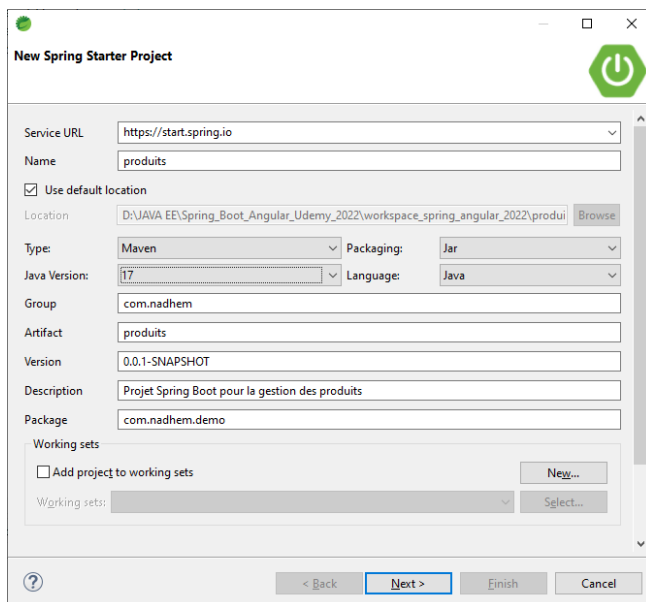 New Spring Starter Project
Service URL https://start.spring.io
Name produits
Use default location
Location D:\JAVA EE\Spring_Boot_Angular_Udemy_2022\workspace_spring_angular_2022\produi Browse
Type: Maven Packaging: Jar
Java Version: 17 Language: Java
Group com.nadhem
Artifact produits
Version 0.0.1-SNAPSHOT
Description Projet Spring Boot pour la gestion des produits
Package com.nadhem.demo
Working sets
Add project to working sets New...
Working sets: Select...
? < Back Next > Finish Cancel